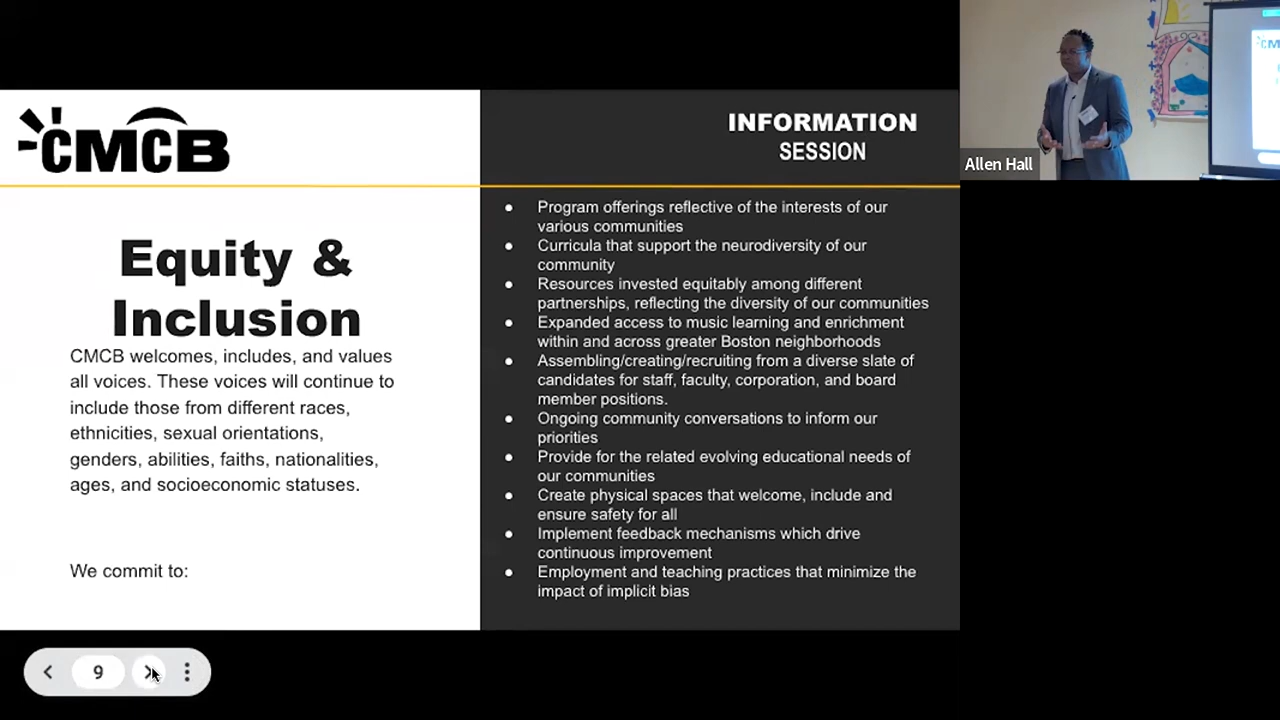 CMCB
INFORMATION
SESSION
Equity &
Inclusion
CMCB welcomes, includes, and values
all voices. These voices will continue to
include those from different races,
ethnicities, sexual orientations,
genders, abilities, faiths, nationalities,
ages, and socioeconomic statuses.
We commit to:
● Program offerings reflective of the interests of our
various communities
● Curricula that support the neurodiversity of our
community
● Resources invested equitably among different
partnerships, reflecting the diversity of our communities
● Expanded access to music learning and enrichment
within and across greater Boston neighborhoods
● Assembling/creating/recruiting from a diverse slate of
candidates for staff, faculty, corporation, and board
member positions.
● Ongoing community conversations to inform our
priorities
● Provide for the related evolving educational needs of
our communities
● Create physical spaces that welcome, include and
ensure safety for all
● Implement feedback mechanisms which drive
continuous improvement
● Employment and teaching practices that minimize the
impact of implicit bias
9
Allen Hall